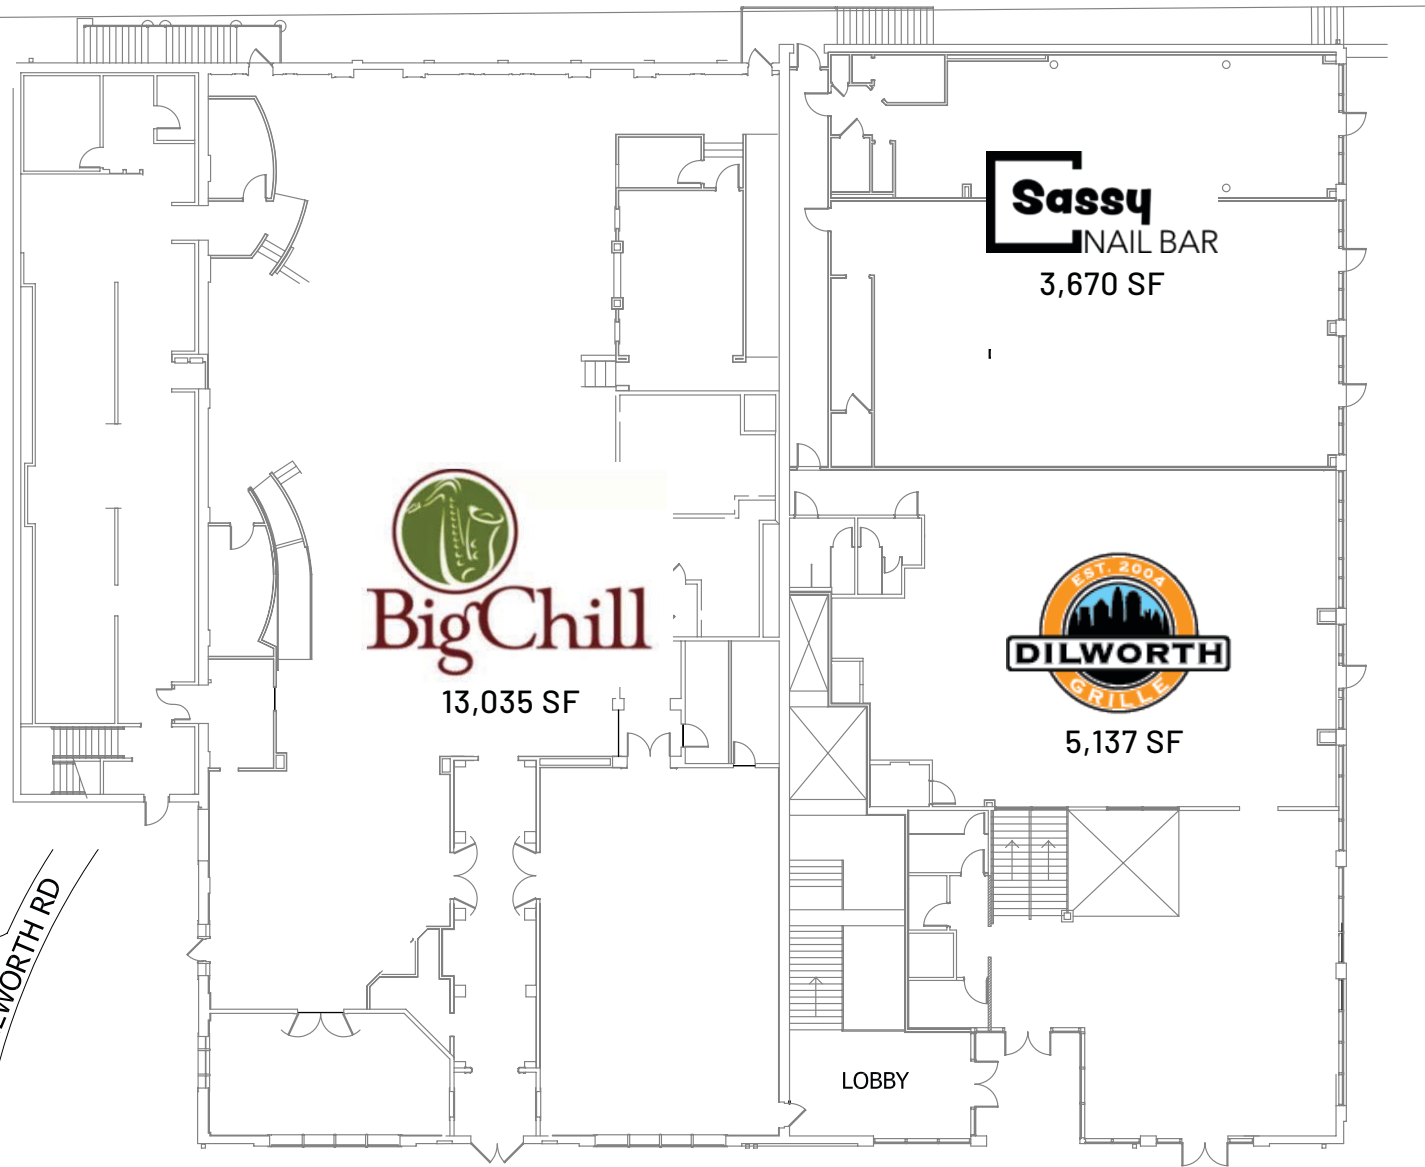 Sassy
NAIL BAR
3,670 SF
BigChill
13,035 SF
EST. 2004
DILWORTH
GRILLE
5,137 SF
LOBBY
WORTH RD